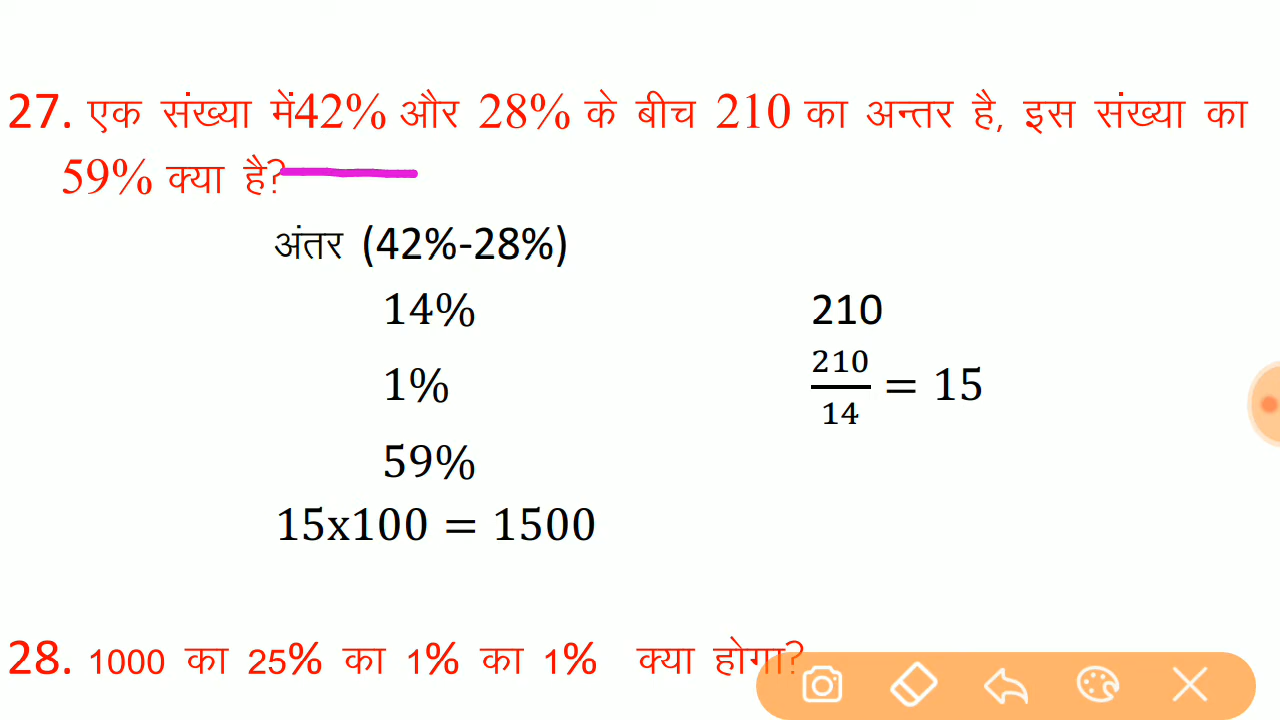 27. एक संख्या में42% और 28% के बीच 210 का अन्तर है, इस संख्या का
59% क्या है?
अंतर (42%-28%)
14% 210
1% 210/14 = 15
59%
15x100 = 1500
28. 1000 का 25% का 1% का 1% क्या होगा?